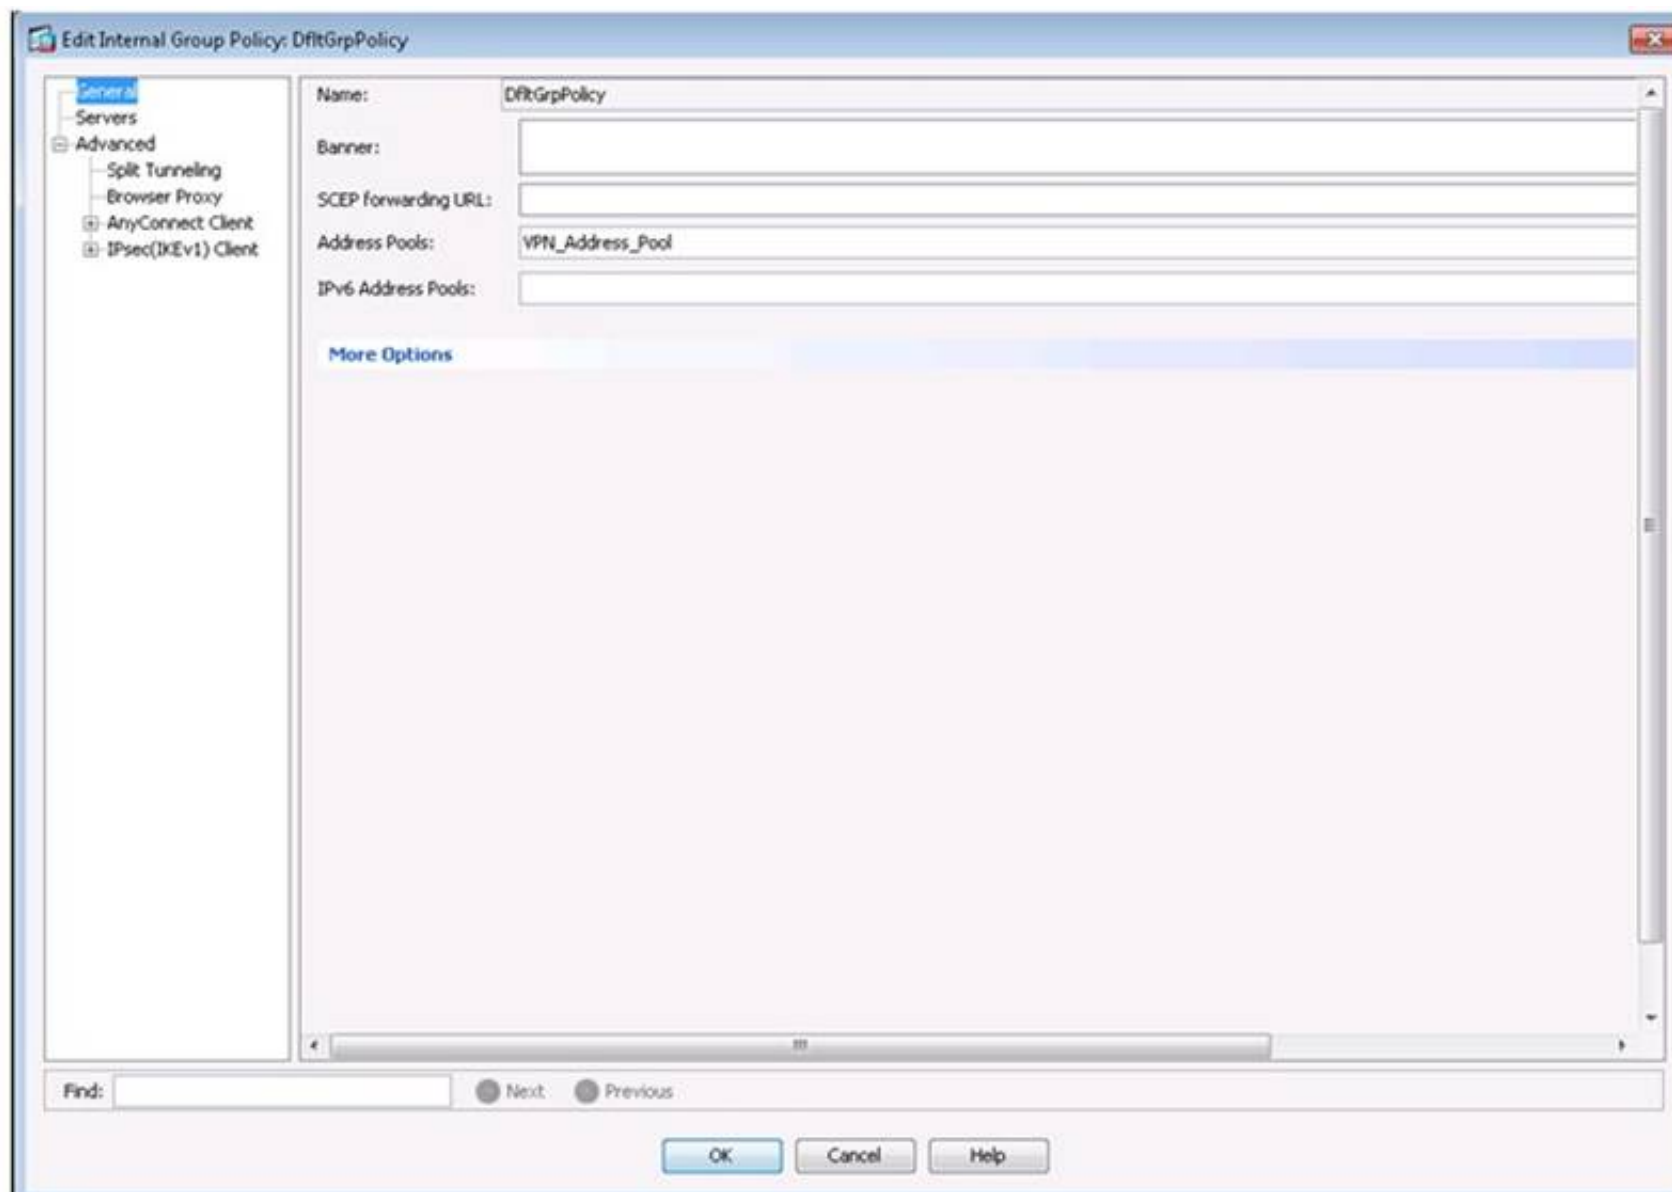 Edit Internal Group Policy: DfltGrpPolicy
General
Servers
Advanced
Split Tunneling
Browser Proxy
AnyConnect Client
IPsec(IKEv1) Client
Name: DfltGrpPolicy
Banner:
SCEP forwarding URL:
Address Pools: VPN_Address_Pool
IPv6 Address Pools:
More Options
Find: Next Previous
OK Cancel Help